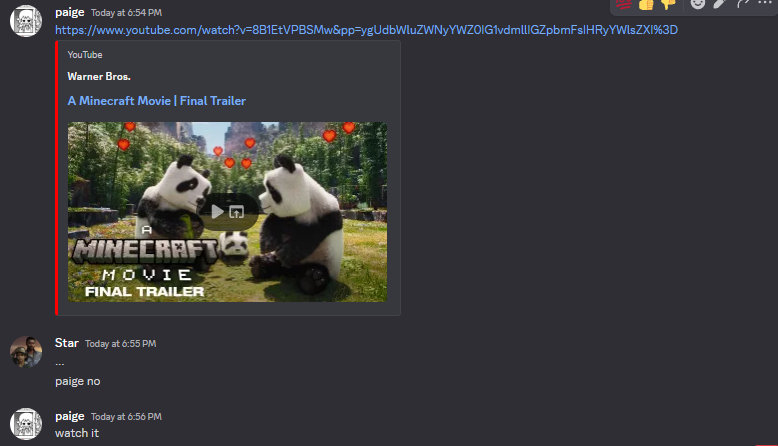 paige Today at 6:54 PM
https://www.youtube.com/watch?v=8B1EtVPBSMw&pp=ygUdbWluZWNyYWZ0IG1vdmllIGZpbmFsIHRyYWlsZXI%3D
YouTube
Warner Bros.
A Minecraft Movie | Final Trailer
A
MINECRAFT
MOVIE
FINAL TRAILER
Star Today at 6:55 PM
...
paige no
paige Today at 6:56 PM
watch it